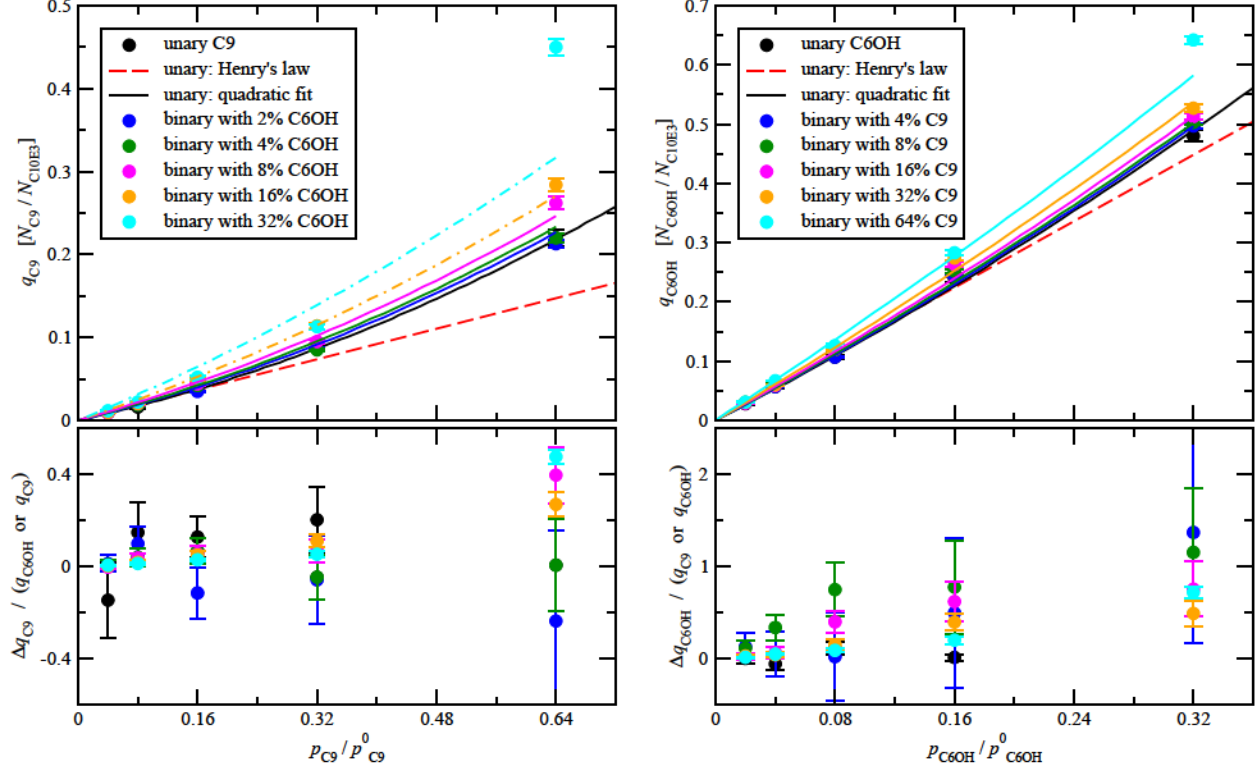 0.5
0.4
0.3
0.2
0.1
0
q_C9 [N_C9 / N_C10E3]
unary C9
unary: Henry's law
unary: quadratic fit
binary with 2% C6OH
binary with 4% C6OH
binary with 8% C6OH
binary with 16% C6OH
binary with 32% C6OH
0.4
0
-0.4
Δq_C9 / (q_C6OH or q_C9)
0 0.16 0.32 0.48 0.64
p_C9 / p^0_C9
0.7
0.6
0.5
0.4
0.3
0.2
0.1
0
q_C6OH [N_C6OH / N_C10E3]
unary C6OH
unary: Henry's law
unary: quadratic fit
binary with 4% C9
binary with 8% C9
binary with 16% C9
binary with 32% C9
binary with 64% C9
2
1
0
Δq_C6OH / (q_C9 or q_C6OH)
0 0.08 0.16 0.24 0.32
p_C6OH / p^0_C6OH